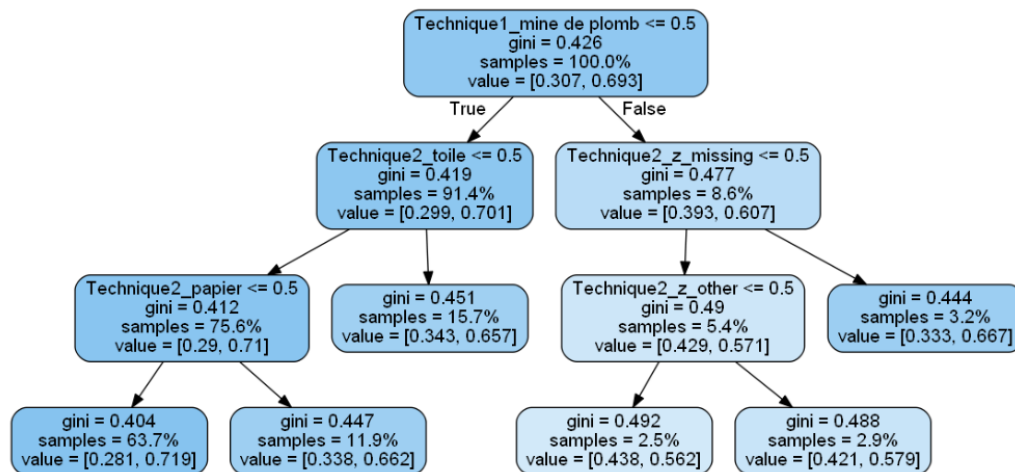 Technique1_mine de plomb <= 0.5
gini = 0.426
samples = 100.0%
value = [0.307, 0.693]
True
False
Technique2_toile <= 0.5
gini = 0.419
samples = 91.4%
value = [0.299, 0.701]
Technique2_z_missing <= 0.5
gini = 0.477
samples = 8.6%
value = [0.393, 0.607]
Technique2_papier <= 0.5
gini = 0.412
samples = 75.6%
value = [0.29, 0.71]
gini = 0.451
samples = 15.7%
value = [0.343, 0.657]
Technique2_z_other <= 0.5
gini = 0.49
samples = 5.4%
value = [0.429, 0.571]
gini = 0.444
samples = 3.2%
value = [0.333, 0.667]
gini = 0.404
samples = 63.7%
value = [0.281, 0.719]
gini = 0.447
samples = 11.9%
value = [0.338, 0.662]
gini = 0.492
samples = 2.5%
value = [0.438, 0.562]
gini = 0.488
samples = 2.9%
value = [0.421, 0.579]